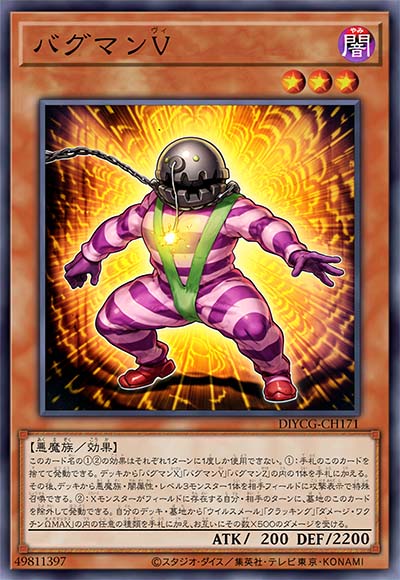 バグマンV
ヴィ
闇
やみ
DIYCG-CH171
あくまぞく こうか
【悪魔族／効果】
このカード名の①②の効果はそれぞれ1ターンに1度しか使用できない。①：手札のこのカードを
捨てて発動できる。デッキから「バグマンX」「バグマンY」「バグマンZ」の内の1体を手札に加える。
その後、デッキから悪魔族・闇属性・レベル3モンスター1体を相手フィールドに攻撃表示で特殊
召喚できる。②：Xモンスターがフィールドに存在する自分・相手のターンに、墓地のこのカード
を除外して発動できる。自分のデッキ・墓地から「ウイルスメール」「クラッキング」「ダメージ・ワク
チンΩMAX」の内の任意の種類を手札に加え、お互いにその数×500のダメージを受ける。
ATK/ 200 DEF/2200
49811397
©スタジオ・ダイス／集英社・テレビ東京・KONAMI